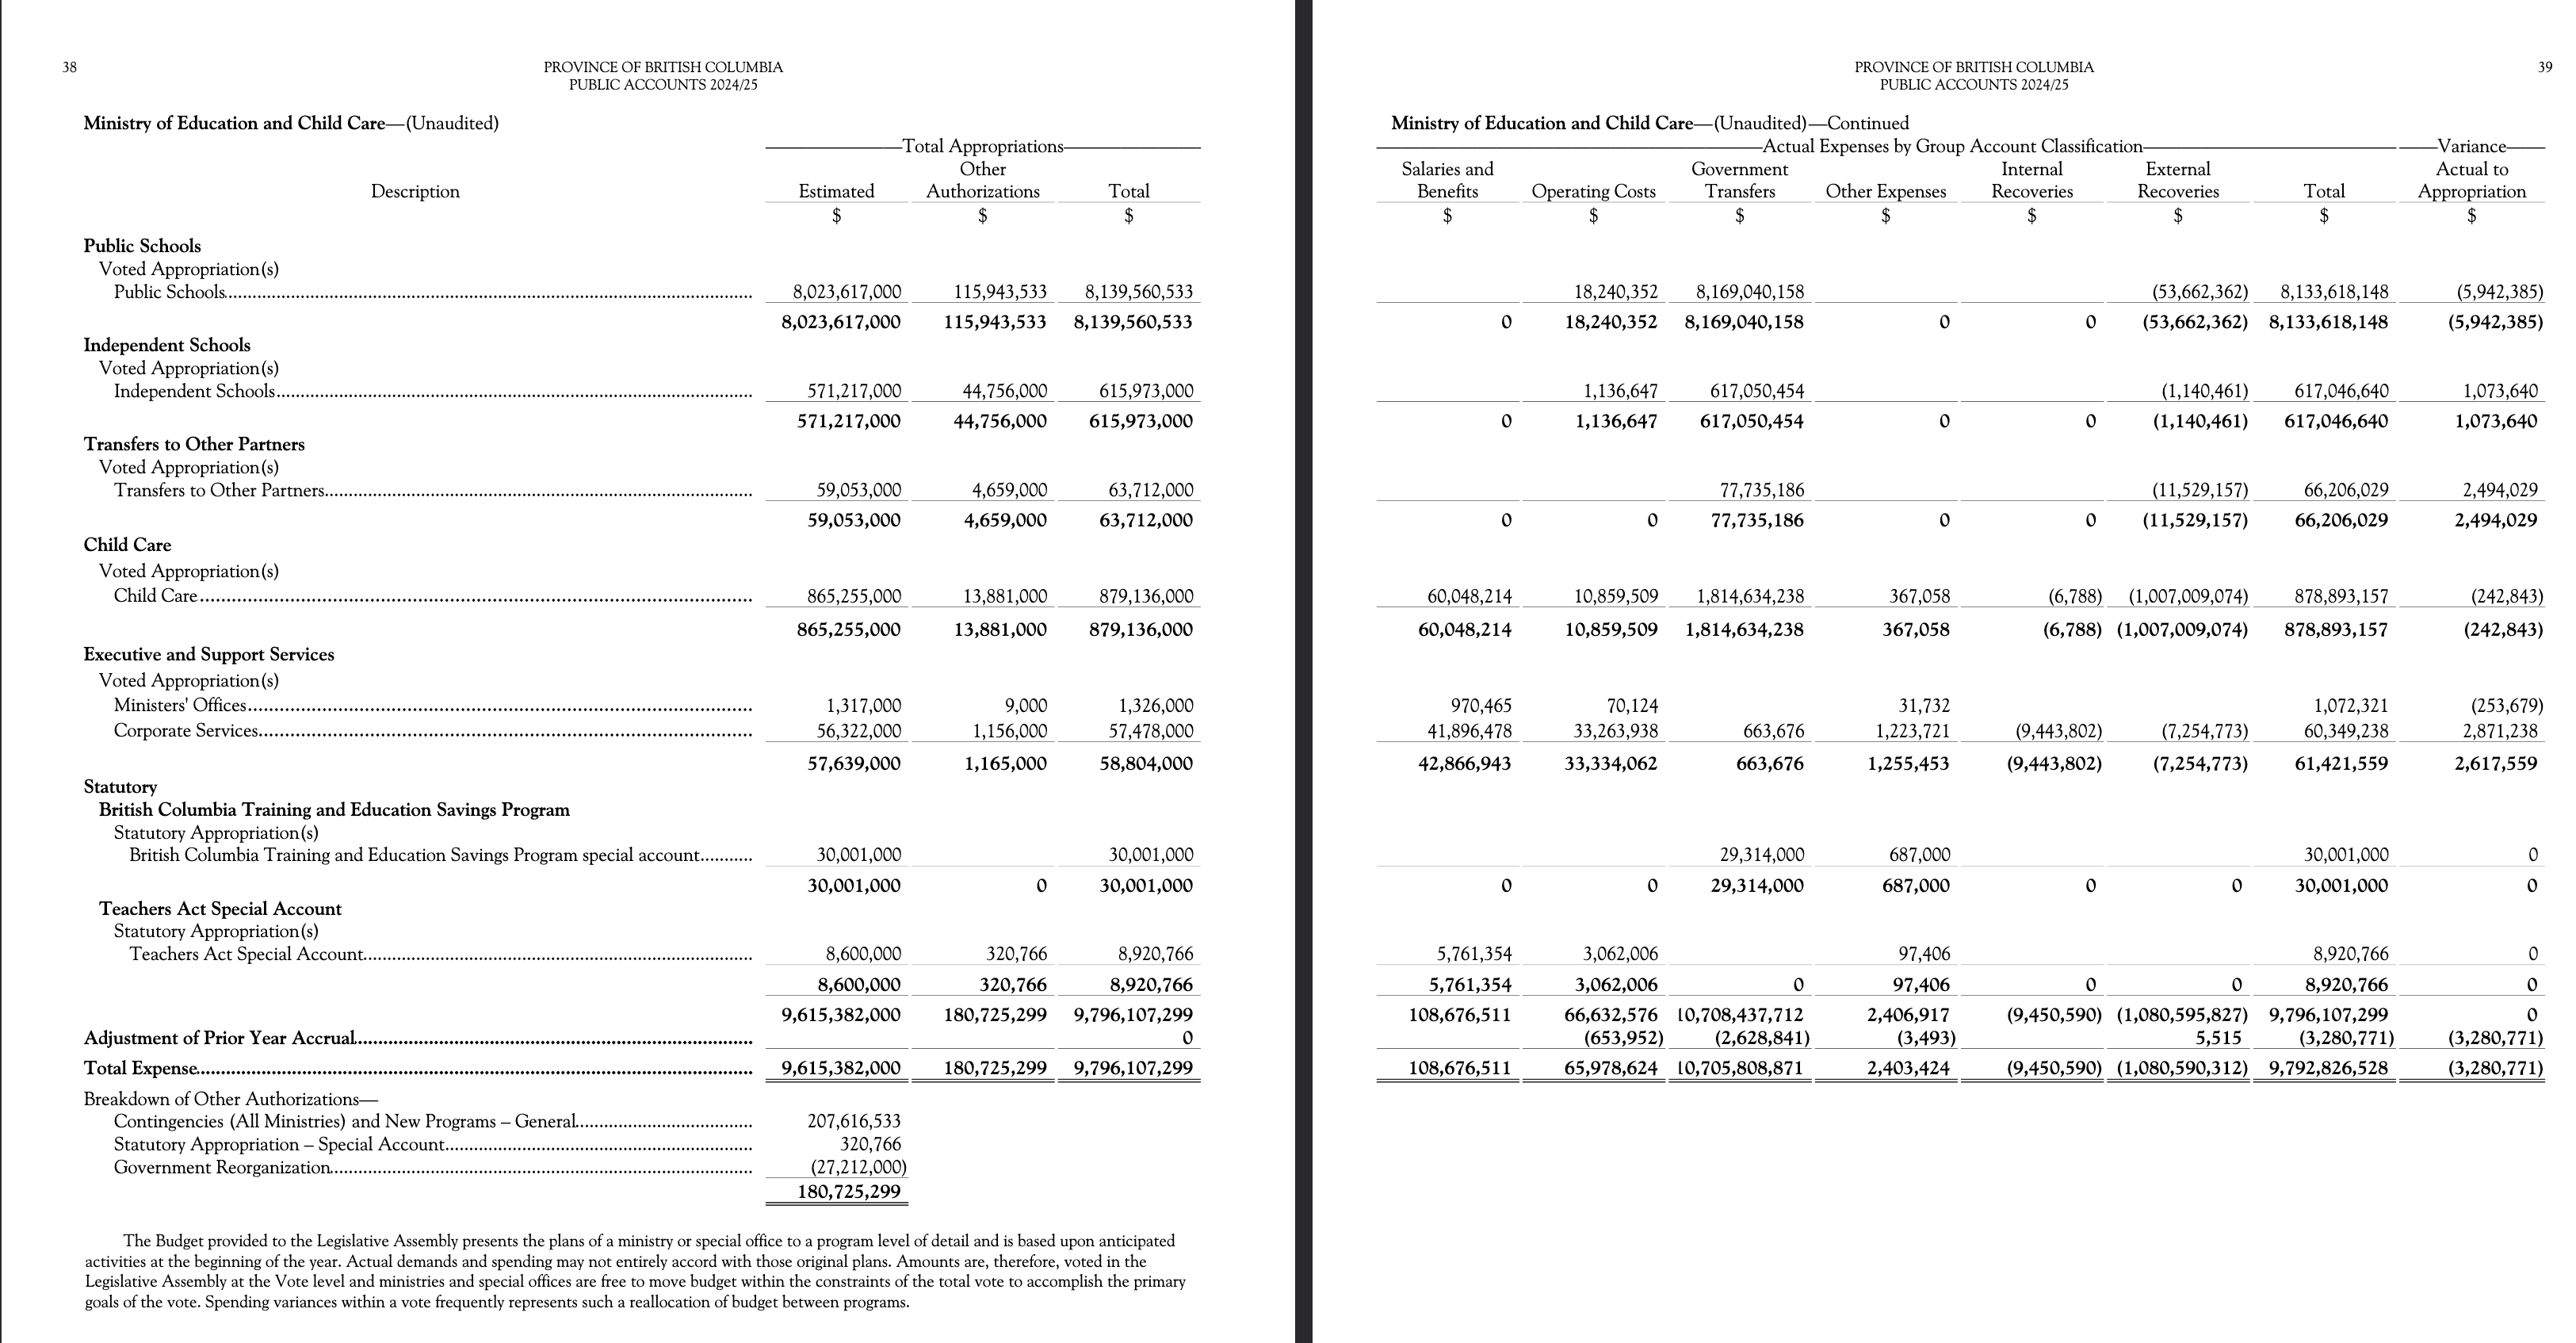 38
PROVINCE OF BRITISH COLUMBIA
PUBLIC ACCOUNTS 2024/25
Ministry of Education and Child Care—(Unaudited)
Total Appropriations
Other
Description Estimated Authorizations Total
$ $ $
Public Schools
Voted Appropriation(s)
Public Schools 8,023,617,000 115,943,533 8,139,560,533
8,023,617,000 115,943,533 8,139,560,533
Independent Schools
Voted Appropriation(s)
Independent Schools 571,217,000 44,756,000 615,973,000
571,217,000 44,756,000 615,973,000
Transfers to Other Partners
Voted Appropriation(s)
Transfers to Other Partners 59,053,000 4,659,000 63,712,000
59,053,000 4,659,000 63,712,000
Child Care
Voted Appropriation(s)
Child Care 865,255,000 13,881,000 879,136,000
865,255,000 13,881,000 879,136,000
Executive and Support Services
Voted Appropriation(s)
Ministers' Offices 1,317,000 9,000 1,326,000
Corporate Services 56,322,000 1,156,000 57,478,000
57,639,000 1,165,000 58,804,000
Statutory
British Columbia Training and Education Savings Program
Statutory Appropriation(s)
British Columbia Training and Education Savings Program special account 30,001,000 30,001,000
30,001,000 0 30,001,000
Teachers Act Special Account
Statutory Appropriation(s)
Teachers Act Special Account 8,600,000 320,766 8,920,766
8,600,000 320,766 8,920,766
9,615,382,000 180,725,299 9,796,107,299
Adjustment of Prior Year Accrual 0
Total Expense 9,615,382,000 180,725,299 9,796,107,299
Breakdown of Other Authorizations—
Contingencies (All Ministries) and New Programs – General 207,616,533
Statutory Appropriation – Special Account 320,766
Government Reorganization (27,212,000)
180,725,299
The Budget provided to the Legislative Assembly presents the plans of a ministry or special office to a program level of detail and is based upon anticipated
activities at the beginning of the year. Actual demands and spending may not entirely accord with those original plans. Amounts are, therefore, voted in the
Legislative Assembly at the Vote level and ministries and special offices are free to move budget within the constraints of the total vote to accomplish the primary
goals of the vote. Spending variances within a vote frequently represents such a reallocation of budget between programs.
PROVINCE OF BRITISH COLUMBIA
PUBLIC ACCOUNTS 2024/25
39
Ministry of Education and Child Care—(Unaudited)—Continued
Actual Expenses by Group Account Classification Variance
Salaries and Government Internal External Actual to
Benefits Operating Costs Transfers Other Expenses Recoveries Recoveries Total Appropriation
$ $ $ $ $ $ $ $
18,240,352 8,169,040,158 (53,662,362) 8,133,618,148 (5,942,385)
0 18,240,352 8,169,040,158 0 0 (53,662,362) 8,133,618,148 (5,942,385)
1,136,647 617,050,454 (1,140,461) 617,046,640 1,073,640
0 1,136,647 617,050,454 0 0 (1,140,461) 617,046,640 1,073,640
77,735,186 (11,529,157) 66,206,029 2,494,029
0 0 77,735,186 0 0 (11,529,157) 66,206,029 2,494,029
60,048,214 10,859,509 1,814,634,238 367,058 (6,788) (1,007,009,074) 878,893,157 (242,843)
60,048,214 10,859,509 1,814,634,238 367,058 (6,788) (1,007,009,074) 878,893,157 (242,843)
970,465 70,124 31,732 1,072,321 (253,679)
41,896,478 33,263,938 663,676 1,223,721 (9,443,802) (7,254,773) 60,349,238 2,871,238
42,866,943 33,334,062 663,676 1,255,453 (9,443,802) (7,254,773) 61,421,559 2,617,559
29,314,000 687,000 30,001,000 0
0 0 29,314,000 687,000 0 0 30,001,000 0
5,761,354 3,062,006 97,406 8,920,766 0
5,761,354 3,062,006 0 97,406 0 0 8,920,766 0
108,676,511 66,632,576 10,708,437,712 2,406,917 (9,450,590) (1,080,595,827) 9,796,107,299 0
(653,952) (2,628,841) (3,493) 5,515 (3,280,771) (3,280,771)
108,676,511 65,978,624 10,705,808,871 2,403,424 (9,450,590) (1,080,590,312) 9,792,826,528 (3,280,771)